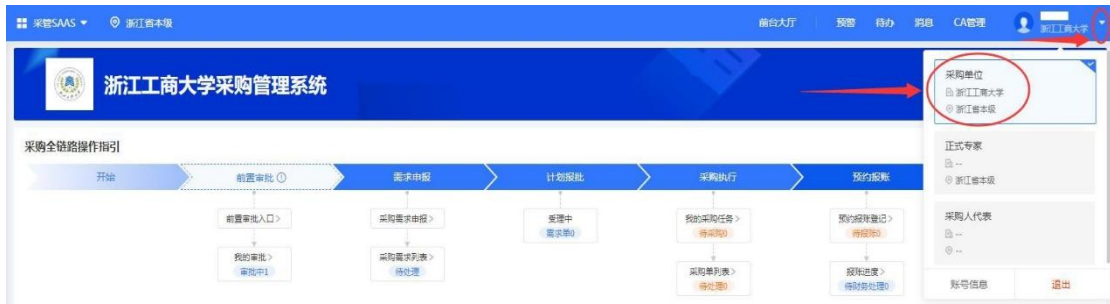 采管SAAS
浙江省本级
前台大厅
预警
待办
消息
CA管理
浙江工商大学
浙江工商大学采购管理系统
采购单位
浙江工商大学
浙江省本级
正式专家
--
浙江省本级
采购人代表
--
--
账号信息
退出
采购全链路操作指引
开始
前置审批
需求申报
计划报批
采购执行
预约报账
前置审批入口>
采购需求申报>
受理中
需求单0
我的采购任务>
待采购0
预约报账登记>
待报账0
我的审批>
审批中1
采购需求列表>
待处理
采购单列表>
待处理0
报账进度>
待财务处理0